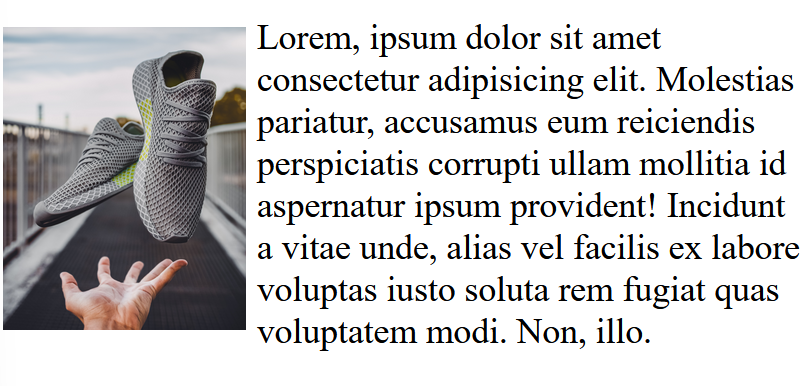 Lorem, ipsum dolor sit amet
consectetur adipisicing elit. Molestias
pariatur, accusamus eum reiciendis
perspiciatis corrupti ullam mollitia id
aspernatur ipsum provident! Incidunt
a vitae unde, alias vel facilis ex labore
voluptas iusto soluta rem fugiat quas
voluptatem modi. Non, illo.